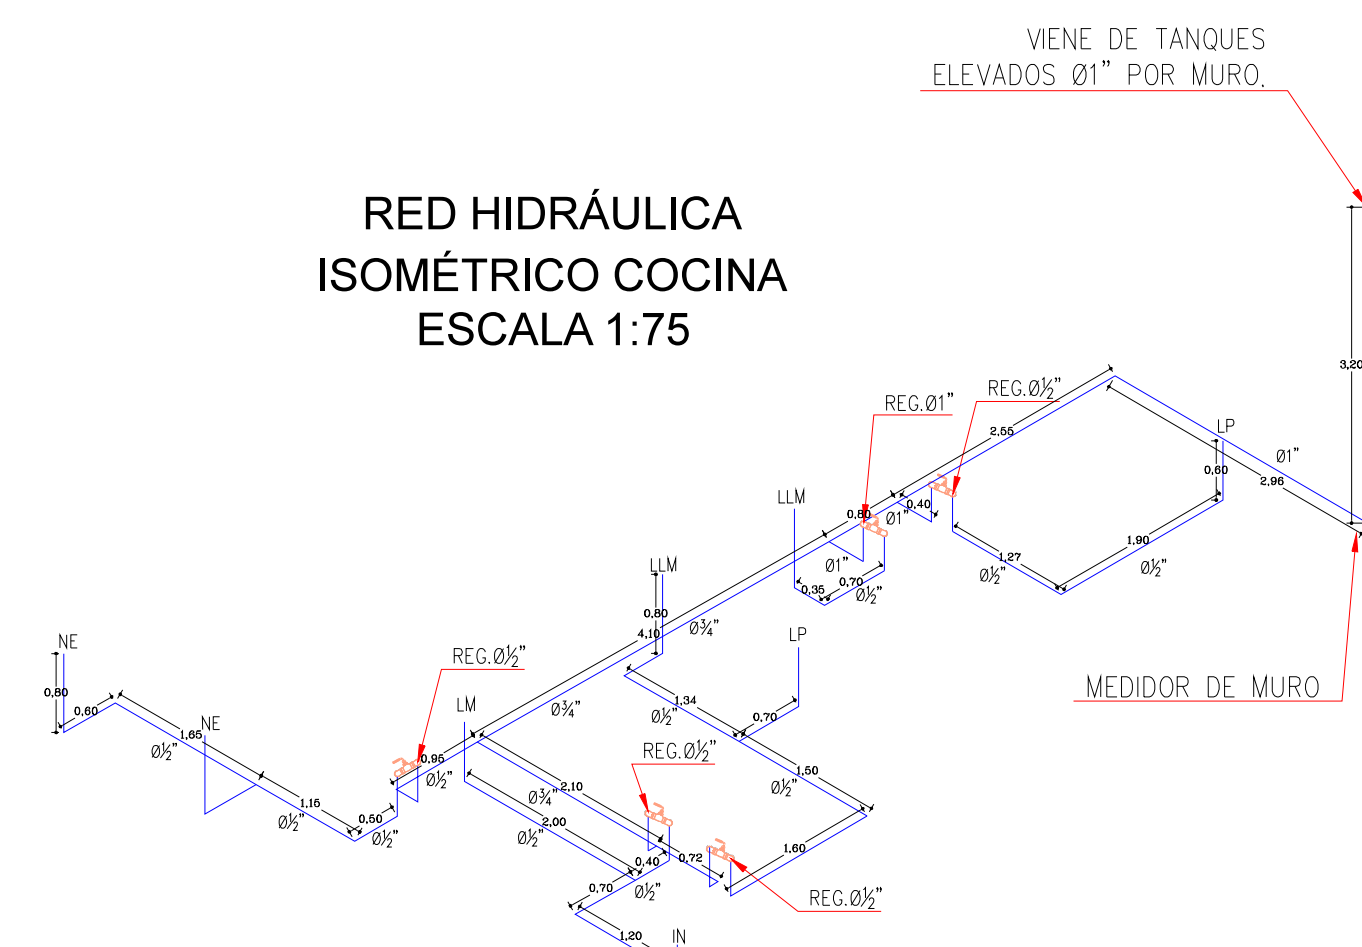 VIENE DE TANQUES
ELEVADOS Ø1” POR MURO.
RED HIDRÁULICA
ISOMÉTRICO COCINA
ESCALA 1:75
3,20
REG.Ø1”
REG.Ø½”
2,55
LP
Ø1”
0,60
2,96
LLM
0,40
0,80
Ø1”
Ø1”
1,27
1,90
Ø½”
Ø½”
0,35
0,70
Ø½”
LLM
0,80
4,10
Ø¾”
LP
NE
REG.Ø½”
MEDIDOR DE MURO
0,80
0,60
1,65
NE
Ø½”
LM
Ø¾”
1,34
Ø½”
0,70
REG.Ø½”
0,95
Ø½”
1,50
Ø½”
2,10
Ø¾”
1,15
Ø½”
0,50
Ø½”
2,00
Ø½”
1,60
0,40
0,72
0,70
Ø½”
REG.Ø½”
1,20
IN